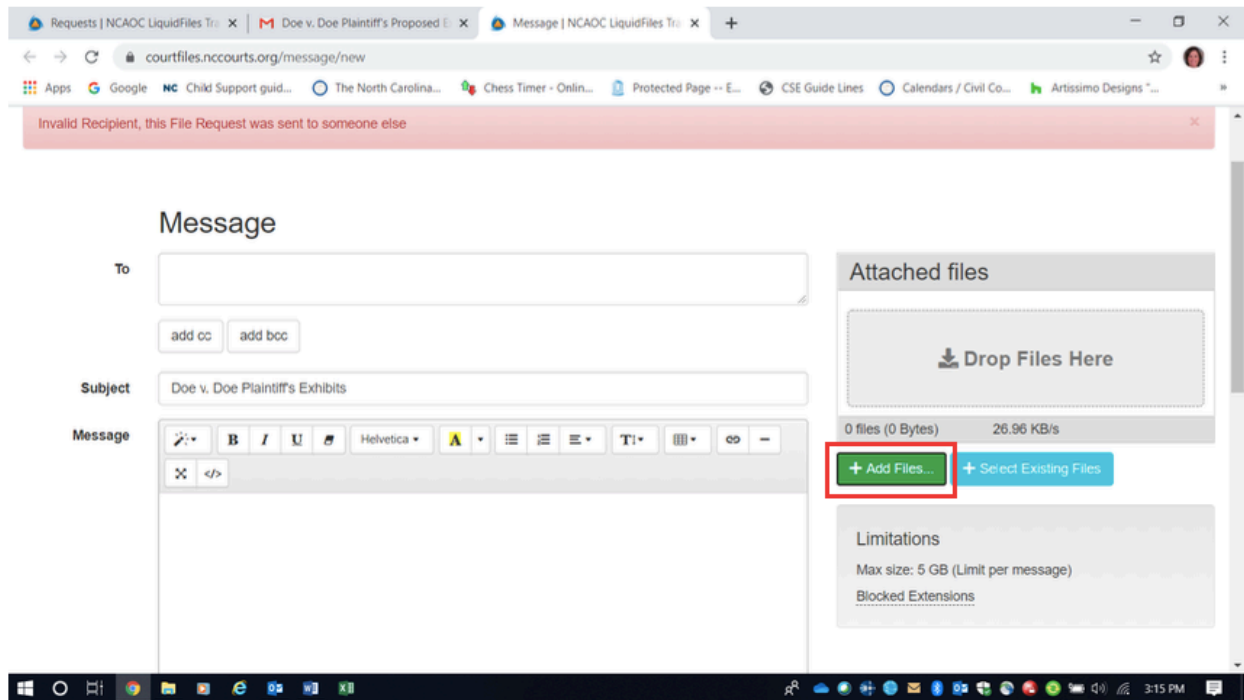 Requests | NCAOC LiquidFiles Tra
Doe v. Doe Plaintiff's Proposed E
Message | NCAOC LiquidFiles Tra
courtfiles.nccourts.org/message/new
Apps Google NC Child Support guid... The North Carolina... Chess Timer - Onlin... Protected Page -- E... CSE Guide Lines Calendars / Civil Co... Artissimo Designs "... »
Invalid Recipient, this File Request was sent to someone else ×
Message
To
add cc add bcc
Subject Doe v. Doe Plaintiff's Exhibits
Message
B I U Helvetica A T
</>
Attached files
Drop Files Here
0 files (0 Bytes) 26.96 KB/s
+ Add Files... + Select Existing Files
Limitations
Max size: 5 GB (Limit per message)
Blocked Extensions
3:15 PM